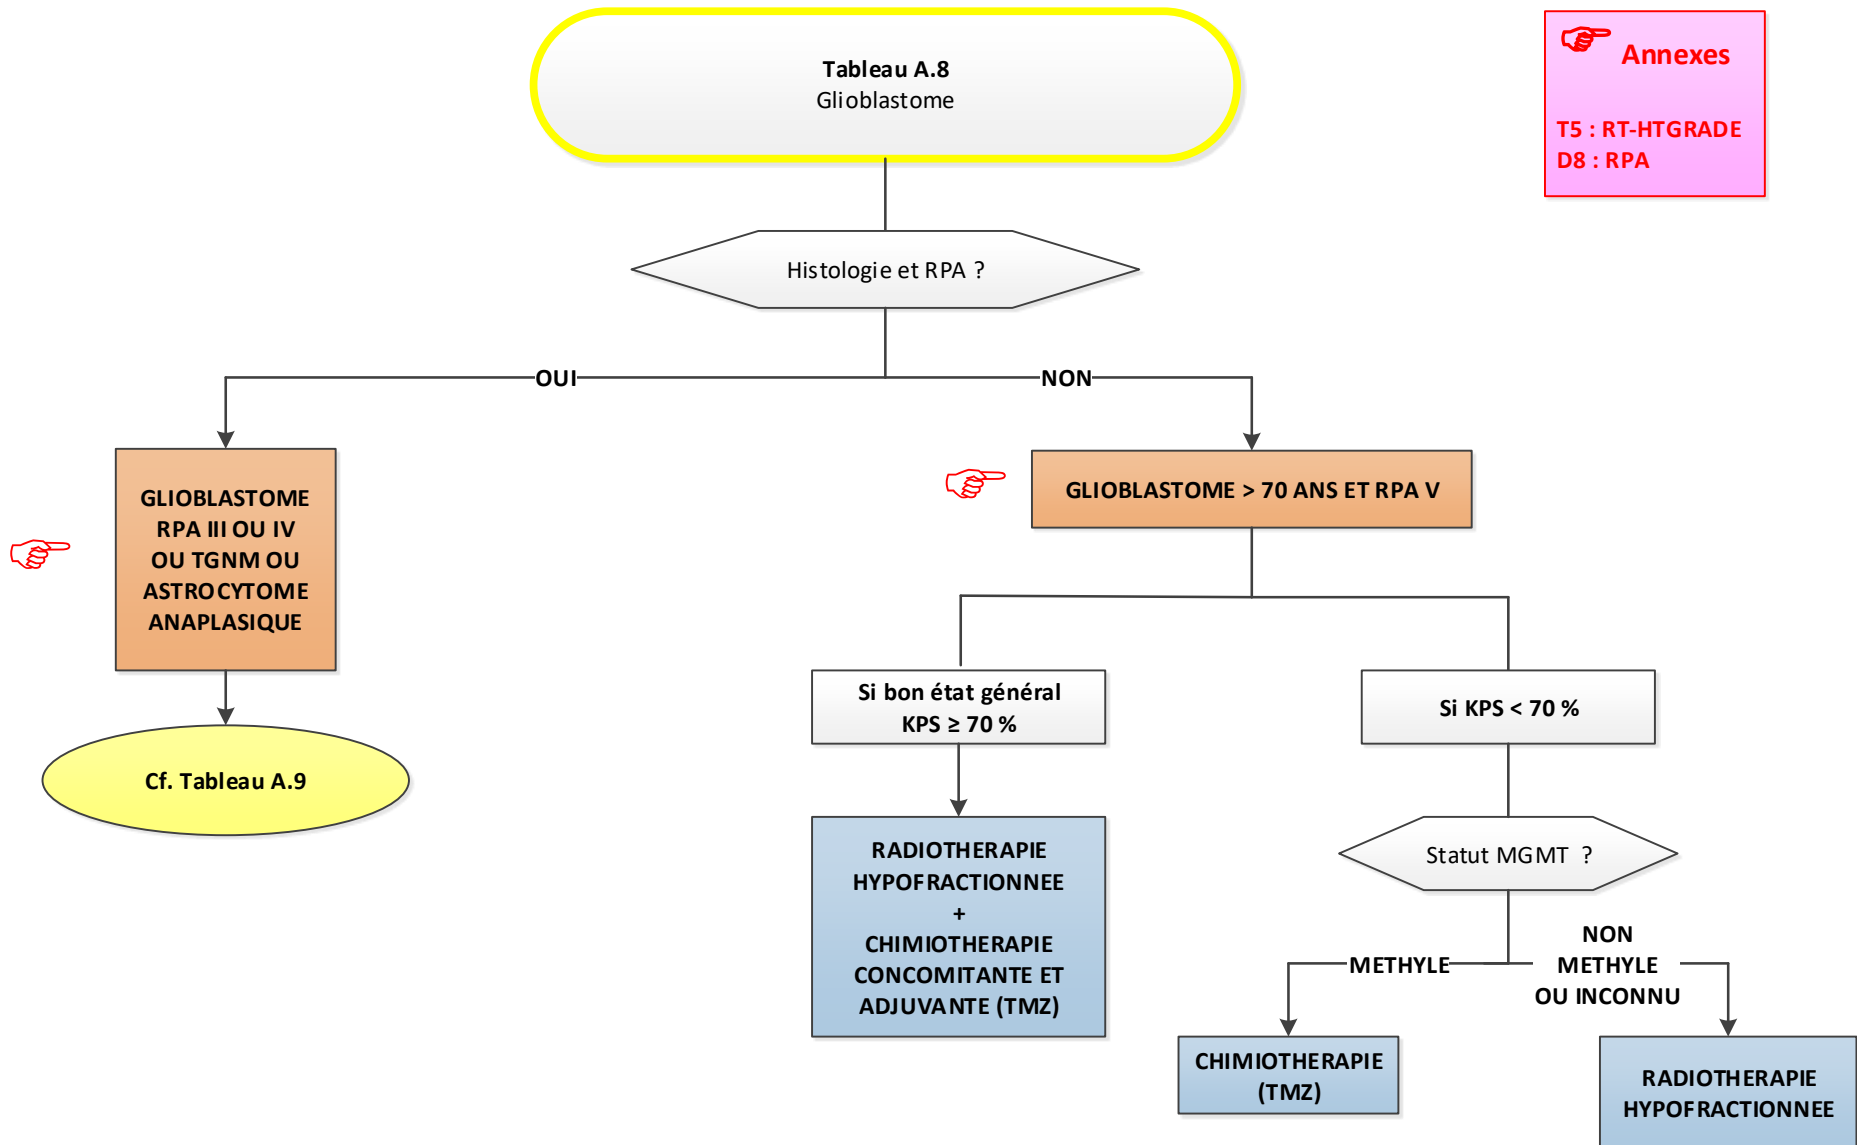 Tableau A.8
Glioblastome
Annexes
T5 : RT-HTGRADE
D8 : RPA
Histologie et RPA ?
OUI
NON
GLIOBLASTOME
RPA III OU IV
OU TGNM OU
ASTROCYTOME
ANAPLASIQUE
GLIOBLASTOME > 70 ANS ET RPA V
Si bon état général
KPS ≥ 70 %
Si KPS < 70 %
Cf. Tableau A.9
RADIOTHERAPIE
HYPOFRACTIONNEE
+
CHIMIOTHERAPIE
CONCOMITANTE ET
ADJUVANTE (TMZ)
Statut MGMT ?
METHYLE
NON
METHYLE
OU INCONNU
CHIMIOTHERAPIE
(TMZ)
RADIOTHERAPIE
HYPOFRACTIONNEE